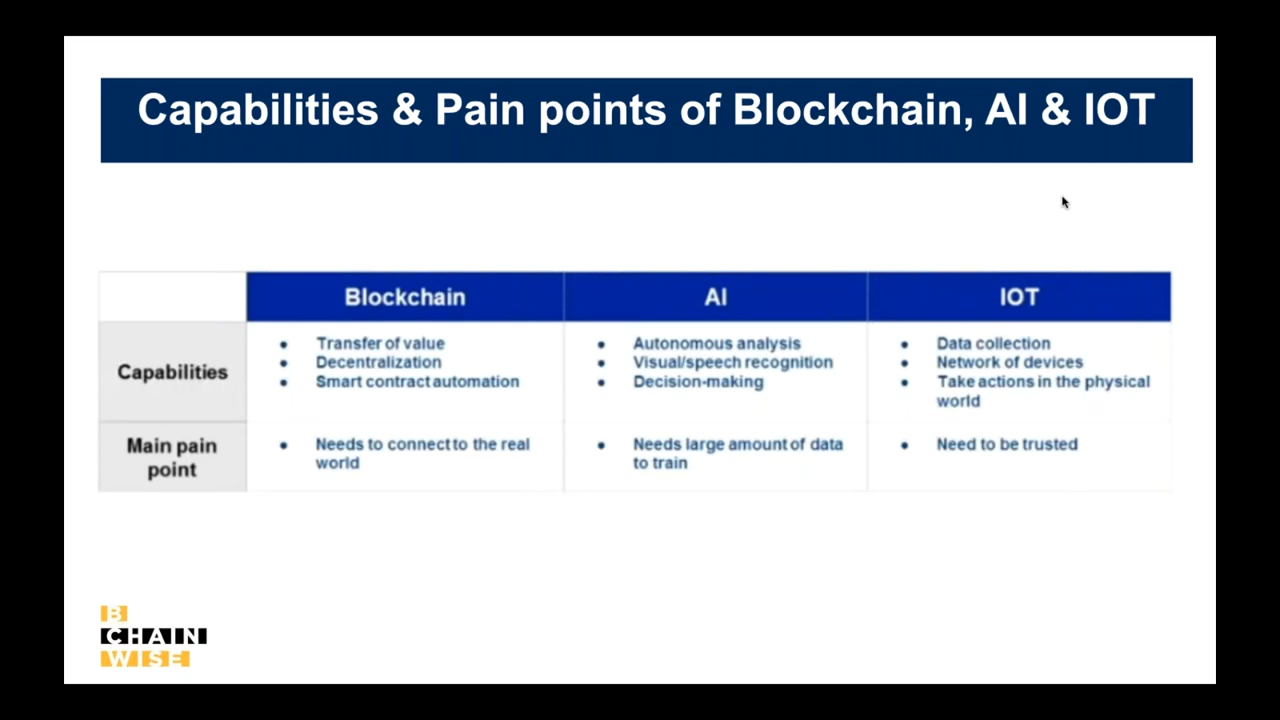 Capabilities & Pain points of Blockchain, AI & IOT
Blockchain
AI
IOT
Capabilities
• Transfer of value
• Decentralization
• Smart contract automation
• Autonomous analysis
• Visual/speech recognition
• Decision-making
• Data collection
• Network of devices
• Take actions in the physical
world
Main pain
point
• Needs to connect to the real
world
• Needs large amount of data
to train
• Need to be trusted
B
CHAIN
WISE